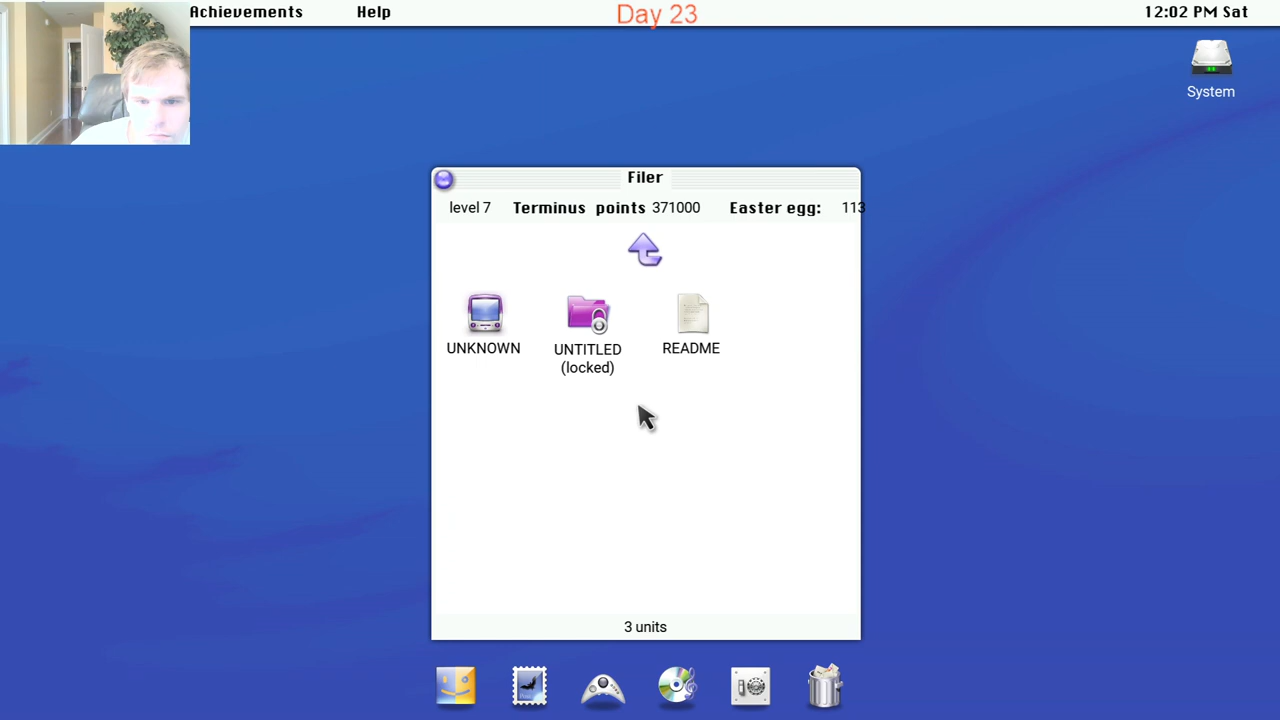 Achievements Help Day 23 12:02 PM Sat
System
Filer
level 7 Terminus points 371000 Easter egg: 113
UNKNOWN UNTITLED README
(locked)
3 units